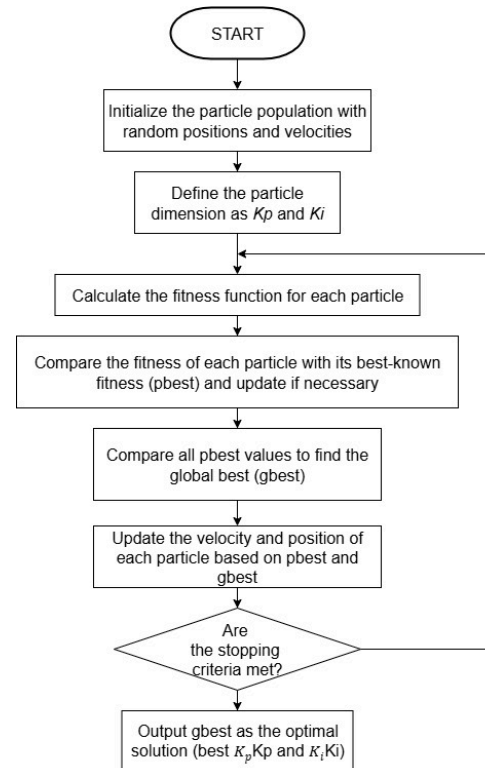 START
Initialize the particle population with
random positions and velocities
Define the particle
dimension as Kp and Ki
Calculate the fitness function for each particle
Compare the fitness of each particle with its best-known
fitness (pbest) and update if necessary
Compare all pbest values to find the
global best (gbest)
Update the velocity and position of
each particle based on pbest and
gbest
Are
the stopping
criteria met?
Output gbest as the optimal
solution (best K_pKp and K_iKi)